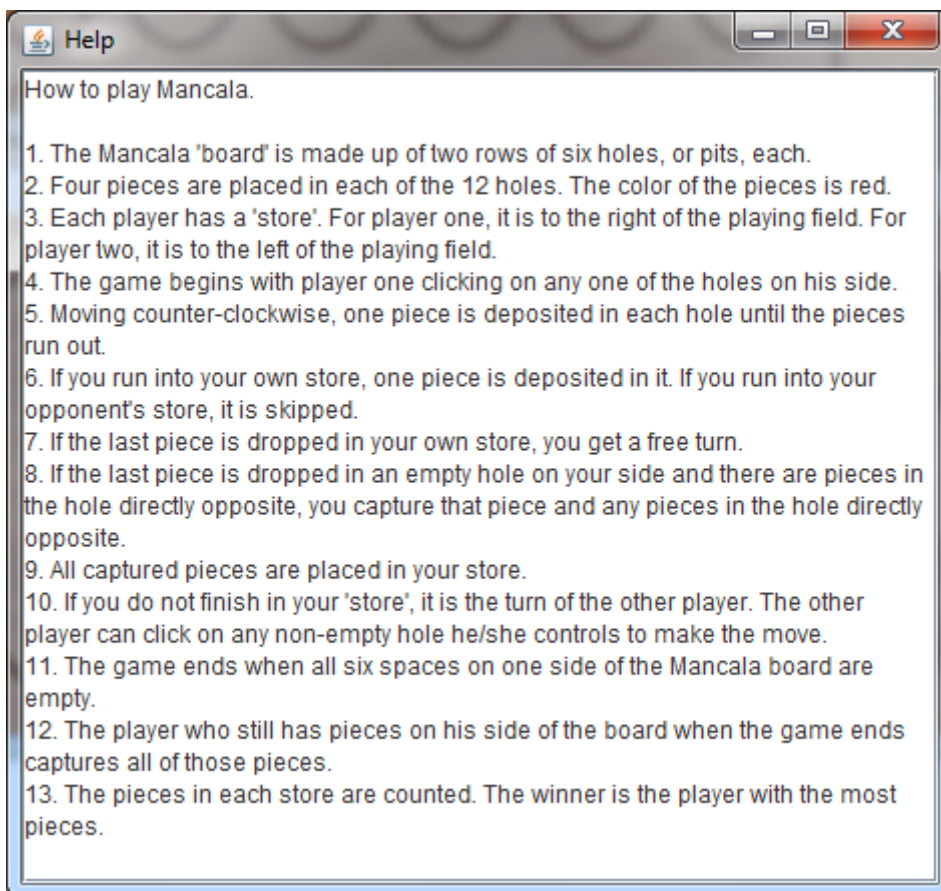 Help
How to play Mancala.
1. The Mancala 'board' is made up of two rows of six holes, or pits, each.
2. Four pieces are placed in each of the 12 holes. The color of the pieces is red.
3. Each player has a 'store'. For player one, it is to the right of the playing field. For
player two, it is to the left of the playing field.
4. The game begins with player one clicking on any one of the holes on his side.
5. Moving counter-clockwise, one piece is deposited in each hole until the pieces
run out.
6. If you run into your own store, one piece is deposited in it. If you run into your
opponent's store, it is skipped.
7. If the last piece is dropped in your own store, you get a free turn.
8. If the last piece is dropped in an empty hole on your side and there are pieces in
the hole directly opposite, you capture that piece and any pieces in the hole directly
opposite.
9. All captured pieces are placed in your store.
10. If you do not finish in your 'store', it is the turn of the other player. The other
player can click on any non-empty hole he/she controls to make the move.
11. The game ends when all six spaces on one side of the Mancala board are
empty.
12. The player who still has pieces on his side of the board when the game ends
captures all of those pieces.
13. The pieces in each store are counted. The winner is the player with the most
pieces.